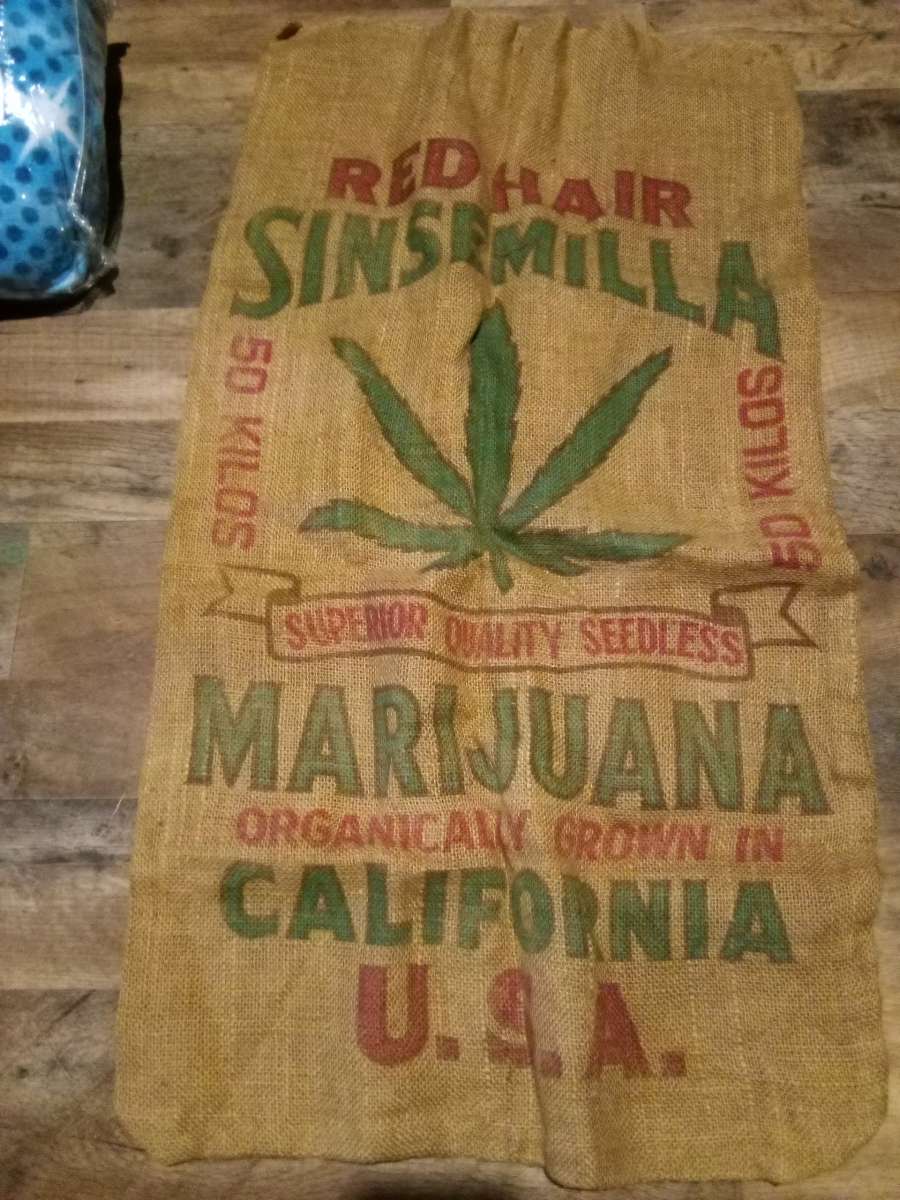 RED HAIR
SINSEMILLA
50 KILOS
50 KILOS
SUPERIOR QUALITY SEEDLESS
MARIJUANA
ORGANICALLY GROWN IN
CALIFORNIA
U.S.A.